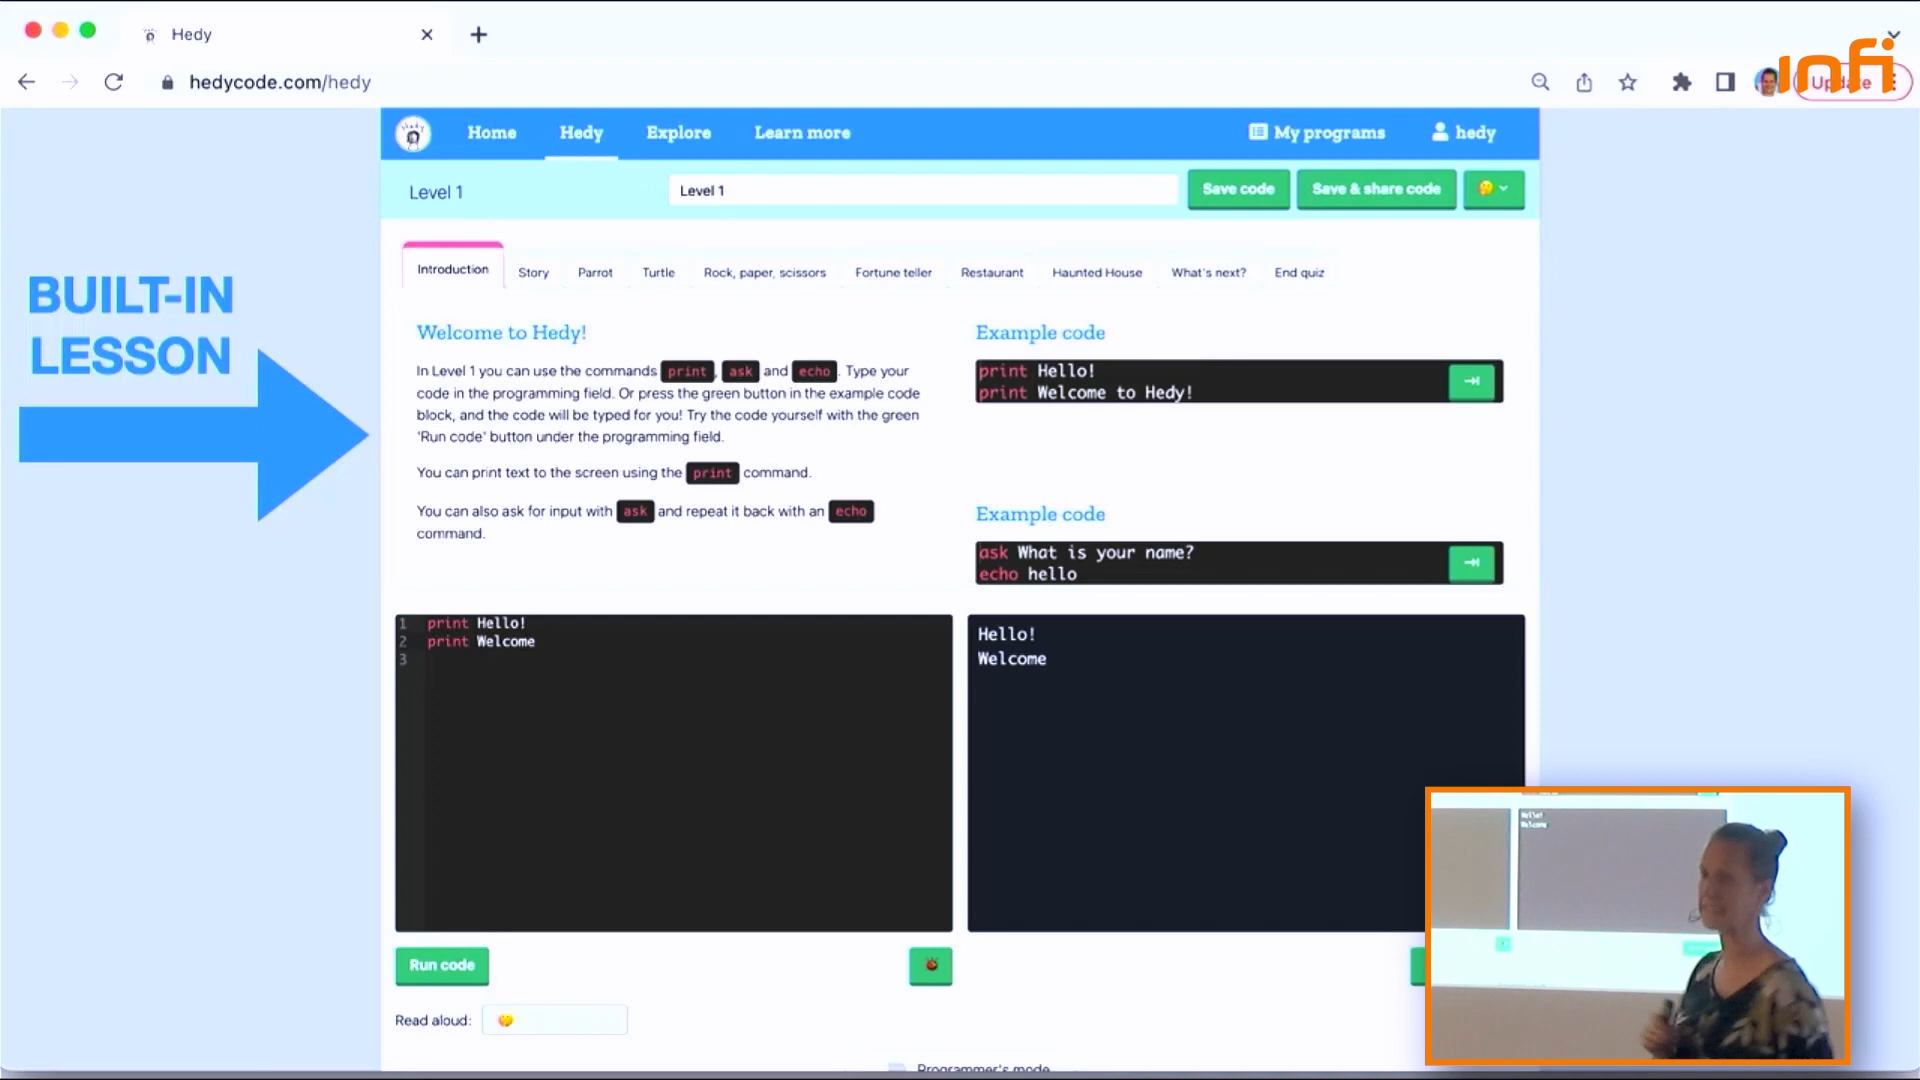 Hedy
hedycode.com/hedy
infi
Update
Home
Hedy
Explore
Learn more
My programs
hedy
Level 1
Level 1
Save code
Save & share code
Introduction
Story
Parrot
Turtle
Rock, paper, scissors
Fortune teller
Restaurant
Haunted House
What's next?
End quiz
BUILT-IN
LESSON
Welcome to Hedy!
In Level 1 you can use the commands print, ask and echo. Type your
code in the programming field. Or press the green button in the example code
block, and the code will be typed for you! Try the code yourself with the green
'Run code' button under the programming field.
You can print text to the screen using the print command.
You can also ask for input with ask and repeat it back with an echo
command.
Example code
print Hello!
print Welcome to Hedy!
Example code
ask What is your name?
echo hello
1 print Hello!
2 print Welcome
3
Hello!
Welcome
Hello!
Welcome
Run code
Read aloud:
Programmer's mode